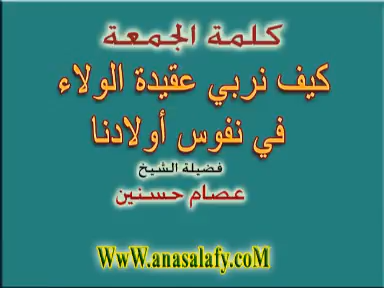 كلمة الجمعة
كيف نربي عقيدة الولاء
في نفوس أولادنا
فضيلة الشيخ
عصام حسنين
WwW.anasalafy.coM